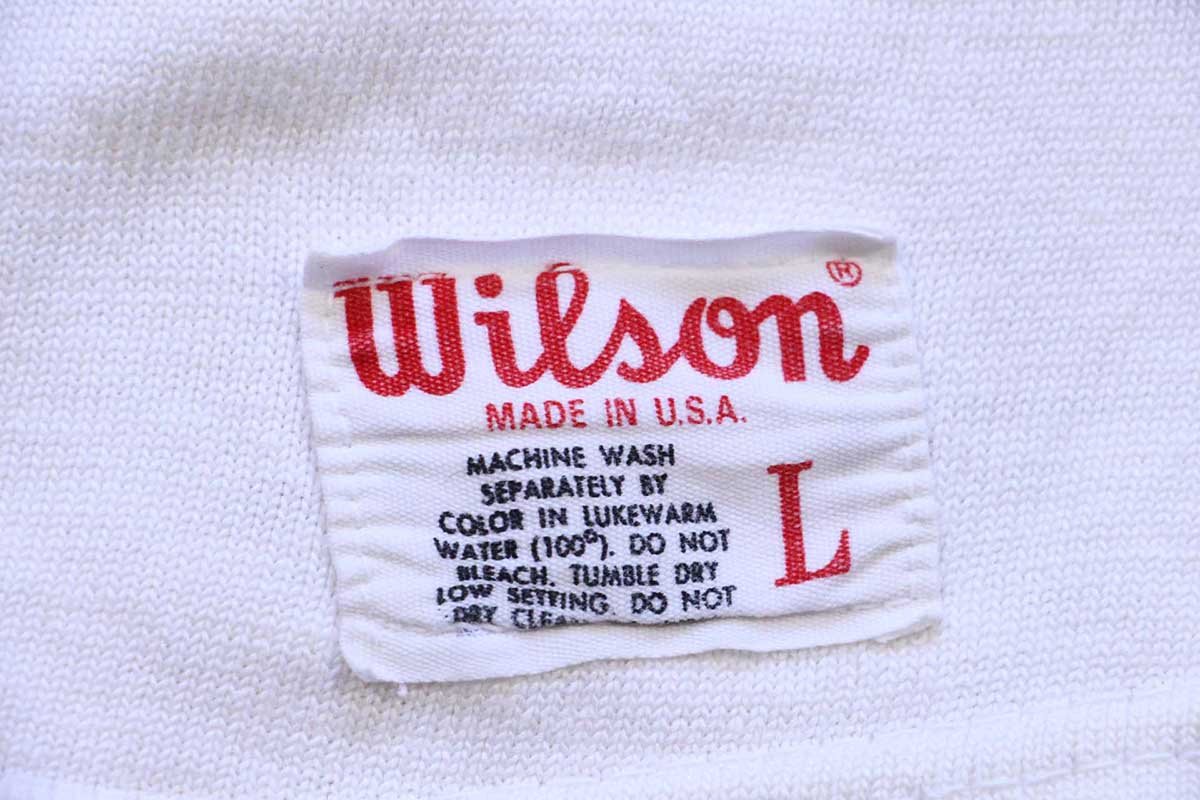 Wilson®
MADE IN U.S.A.
MACHINE WASH
SEPARATELY BY
COLOR IN LUKEWARM
WATER (100°). DO NOT
BLEACH. TUMBLE DRY
LOW SETTING. DO NOT
DRY
L